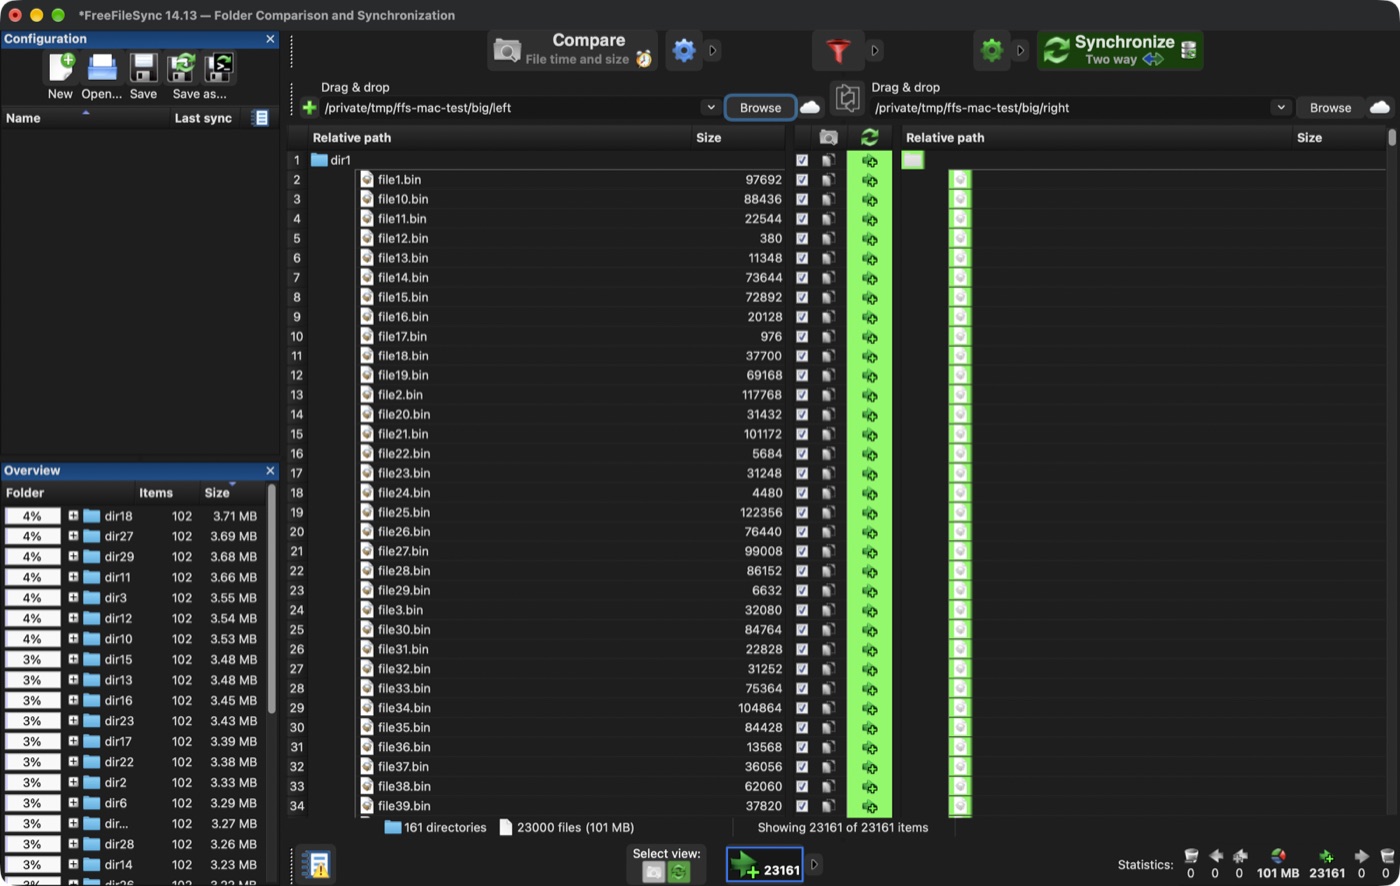 *FreeFileSync 14.13 — Folder Comparison and Synchronization
Configuration
New Open... Save Save as...
Name Last sync
Compare
File time and size
Synchronize
Two way
Drag & drop
/private/tmp/ffs-mac-test/big/left Browse
Drag & drop
/private/tmp/ffs-mac-test/big/right Browse
Relative path Size Relative path Size
1 dir1
2 file1.bin 97692
3 file10.bin 88436
4 file11.bin 22544
5 file12.bin 380
6 file13.bin 11348
7 file14.bin 73644
8 file15.bin 72892
9 file16.bin 20128
10 file17.bin 976
11 file18.bin 37700
12 file19.bin 69168
13 file2.bin 117768
14 file20.bin 31432
15 file21.bin 101172
16 file22.bin 5684
17 file23.bin 31248
18 file24.bin 4480
19 file25.bin 122356
20 file26.bin 76440
21 file27.bin 99008
22 file28.bin 86152
23 file29.bin 6632
24 file3.bin 32080
25 file30.bin 84764
26 file31.bin 22828
27 file32.bin 31252
28 file33.bin 75364
29 file34.bin 104864
30 file35.bin 84428
31 file36.bin 13568
32 file37.bin 36056
33 file38.bin 62060
34 file39.bin 37820
Overview
Folder Items Size
4% dir18 102 3.71 MB
4% dir27 102 3.69 MB
4% dir29 102 3.68 MB
4% dir11 102 3.66 MB
4% dir3 102 3.55 MB
4% dir12 102 3.54 MB
4% dir10 102 3.53 MB
3% dir15 102 3.48 MB
3% dir13 102 3.48 MB
3% dir16 102 3.45 MB
3% dir23 102 3.43 MB
3% dir17 102 3.39 MB
3% dir22 102 3.38 MB
3% dir2 102 3.33 MB
3% dir6 102 3.29 MB
3% dir... 102 3.27 MB
3% dir28 102 3.26 MB
3% dir14 102 3.23 MB
161 directories 23000 files (101 MB) Showing 23161 of 23161 items
Select view:
23161
Statistics: 0 0 0 101 MB 23161 0 0